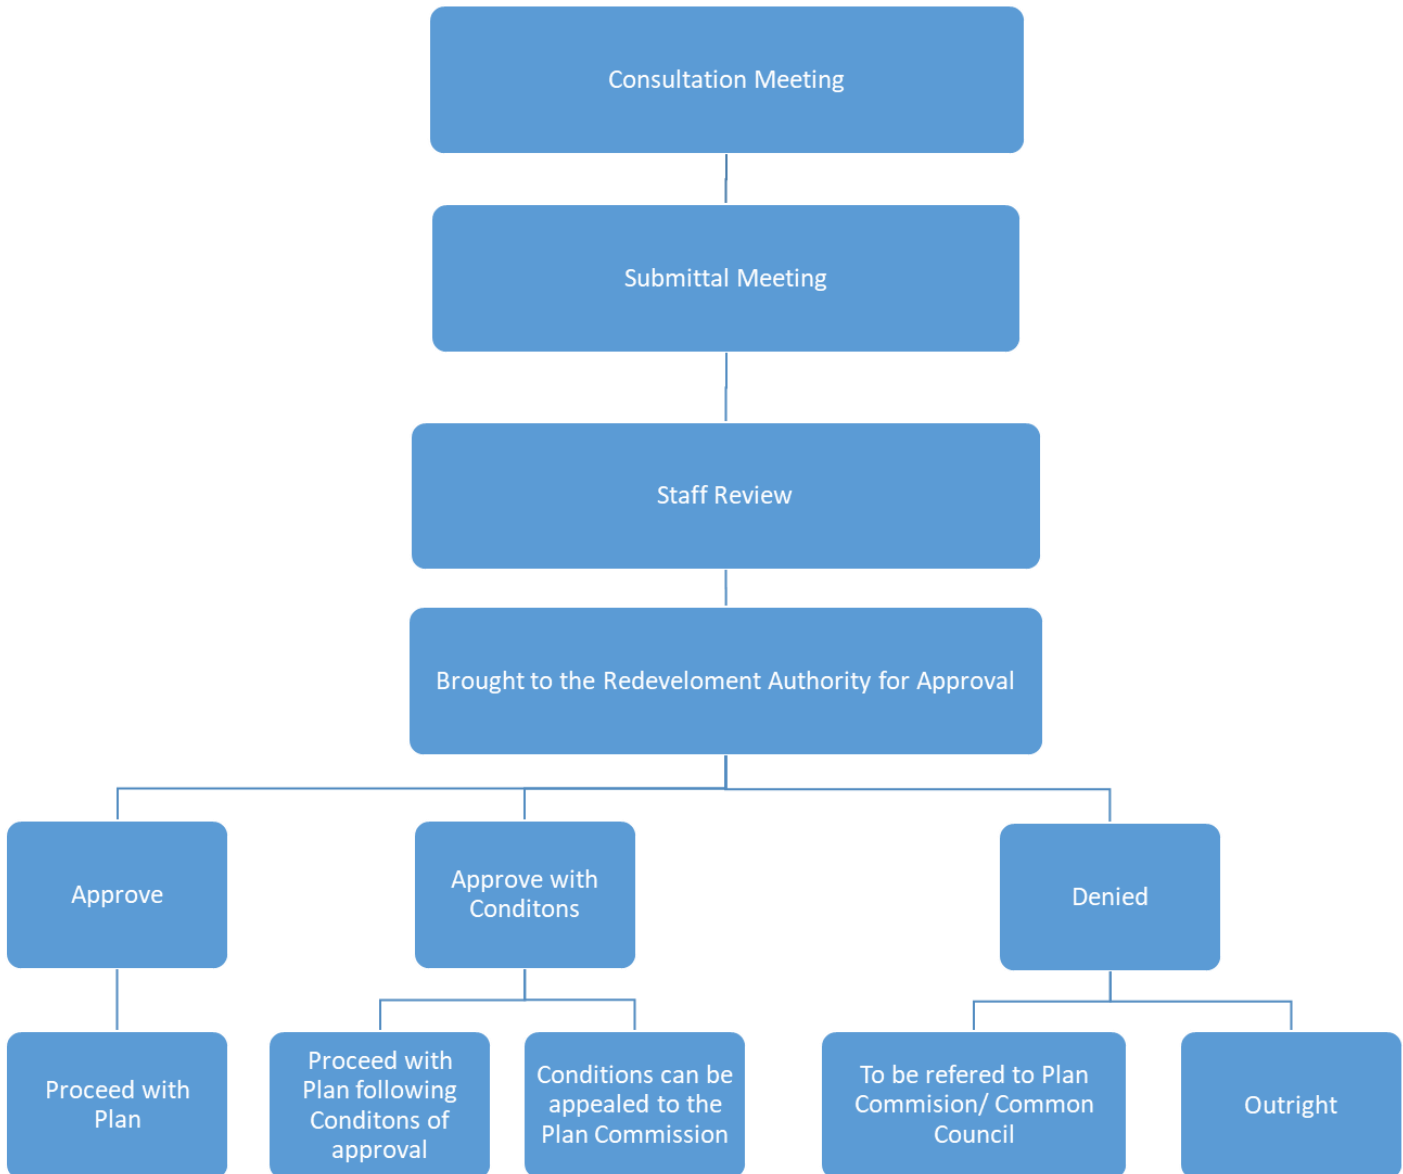 Consultation Meeting
Submittal Meeting
Staff Review
Brought to the Redeveloment Authority for Approval
Approve
Approve with
Conditons
Denied
Proceed with
Plan
Proceed with
Plan following
Conditons of
approval
Conditions can be
appealed to the
Plan Commission
To be refered to Plan
Commision/ Common
Council
Outright